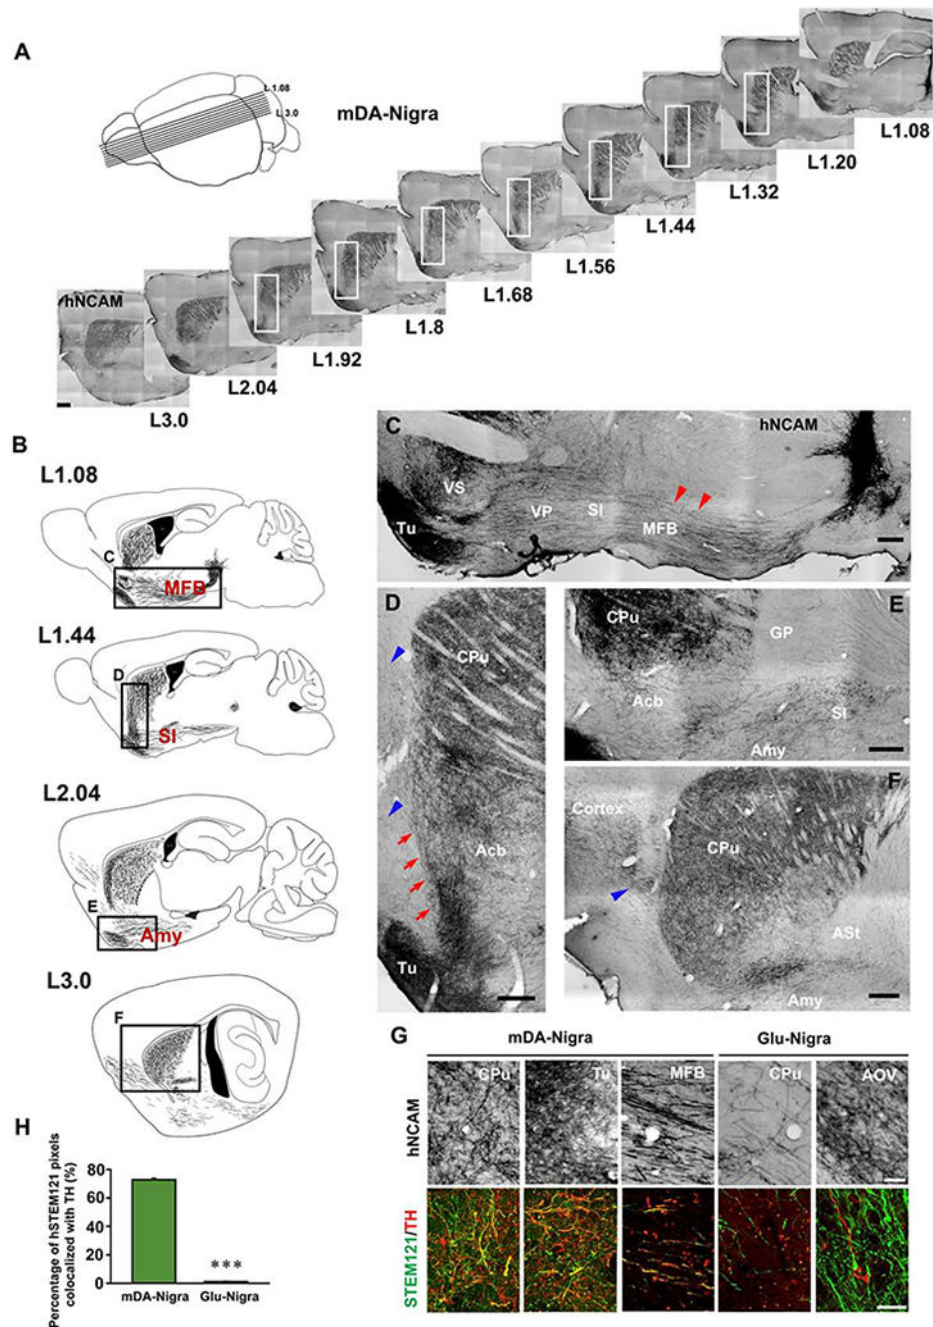 A
L 1.08
L 3.0
mDA-Nigra
L1.08
L1.20
L1.32
L1.44
L1.56
L1.68
L1.8
L1.92
L2.04
L3.0
hNCAM
B
L1.08
C
MFB
L1.44
D
SI
L2.04
E
Amy
L3.0
F
C
hNCAM
VS
VP
SI
MFB
Tu
D
CPu
Acb
Tu
E
CPu
GP
Acb
SI
Amy
F
Cortex
CPu
ASt
Amy
G
mDA-Nigra
Glu-Nigra
hNCAM
CPu
Tu
MFB
CPu
AOV
STEM121/TH
H
Percentage of hSTEM121 pixels
colocalized with TH (%)
80
60
40
20
0
***
mDA-Nigra
Glu-Nigra